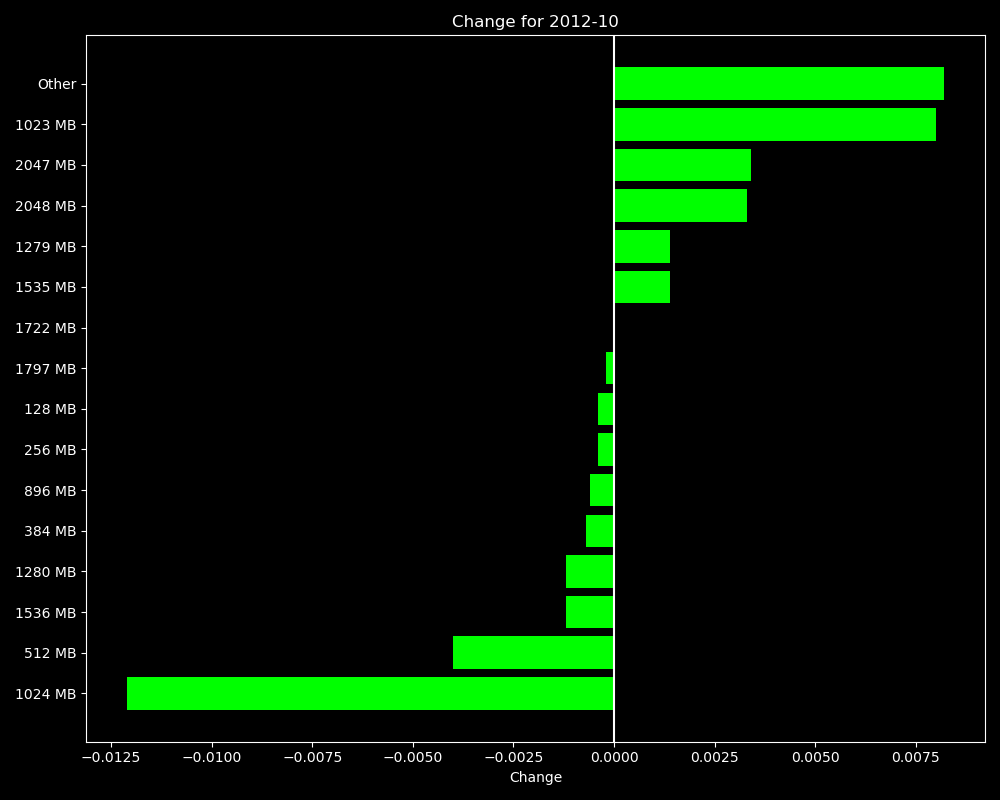 Change for 2012-10
Other
1023 MB
2047 MB
2048 MB
1279 MB
1535 MB
1722 MB
1797 MB
128 MB
256 MB
896 MB
384 MB
1280 MB
1536 MB
512 MB
1024 MB
−0.0125 −0.0100 −0.0075 −0.0050 −0.0025 0.0000 0.0025 0.0050 0.0075
Change